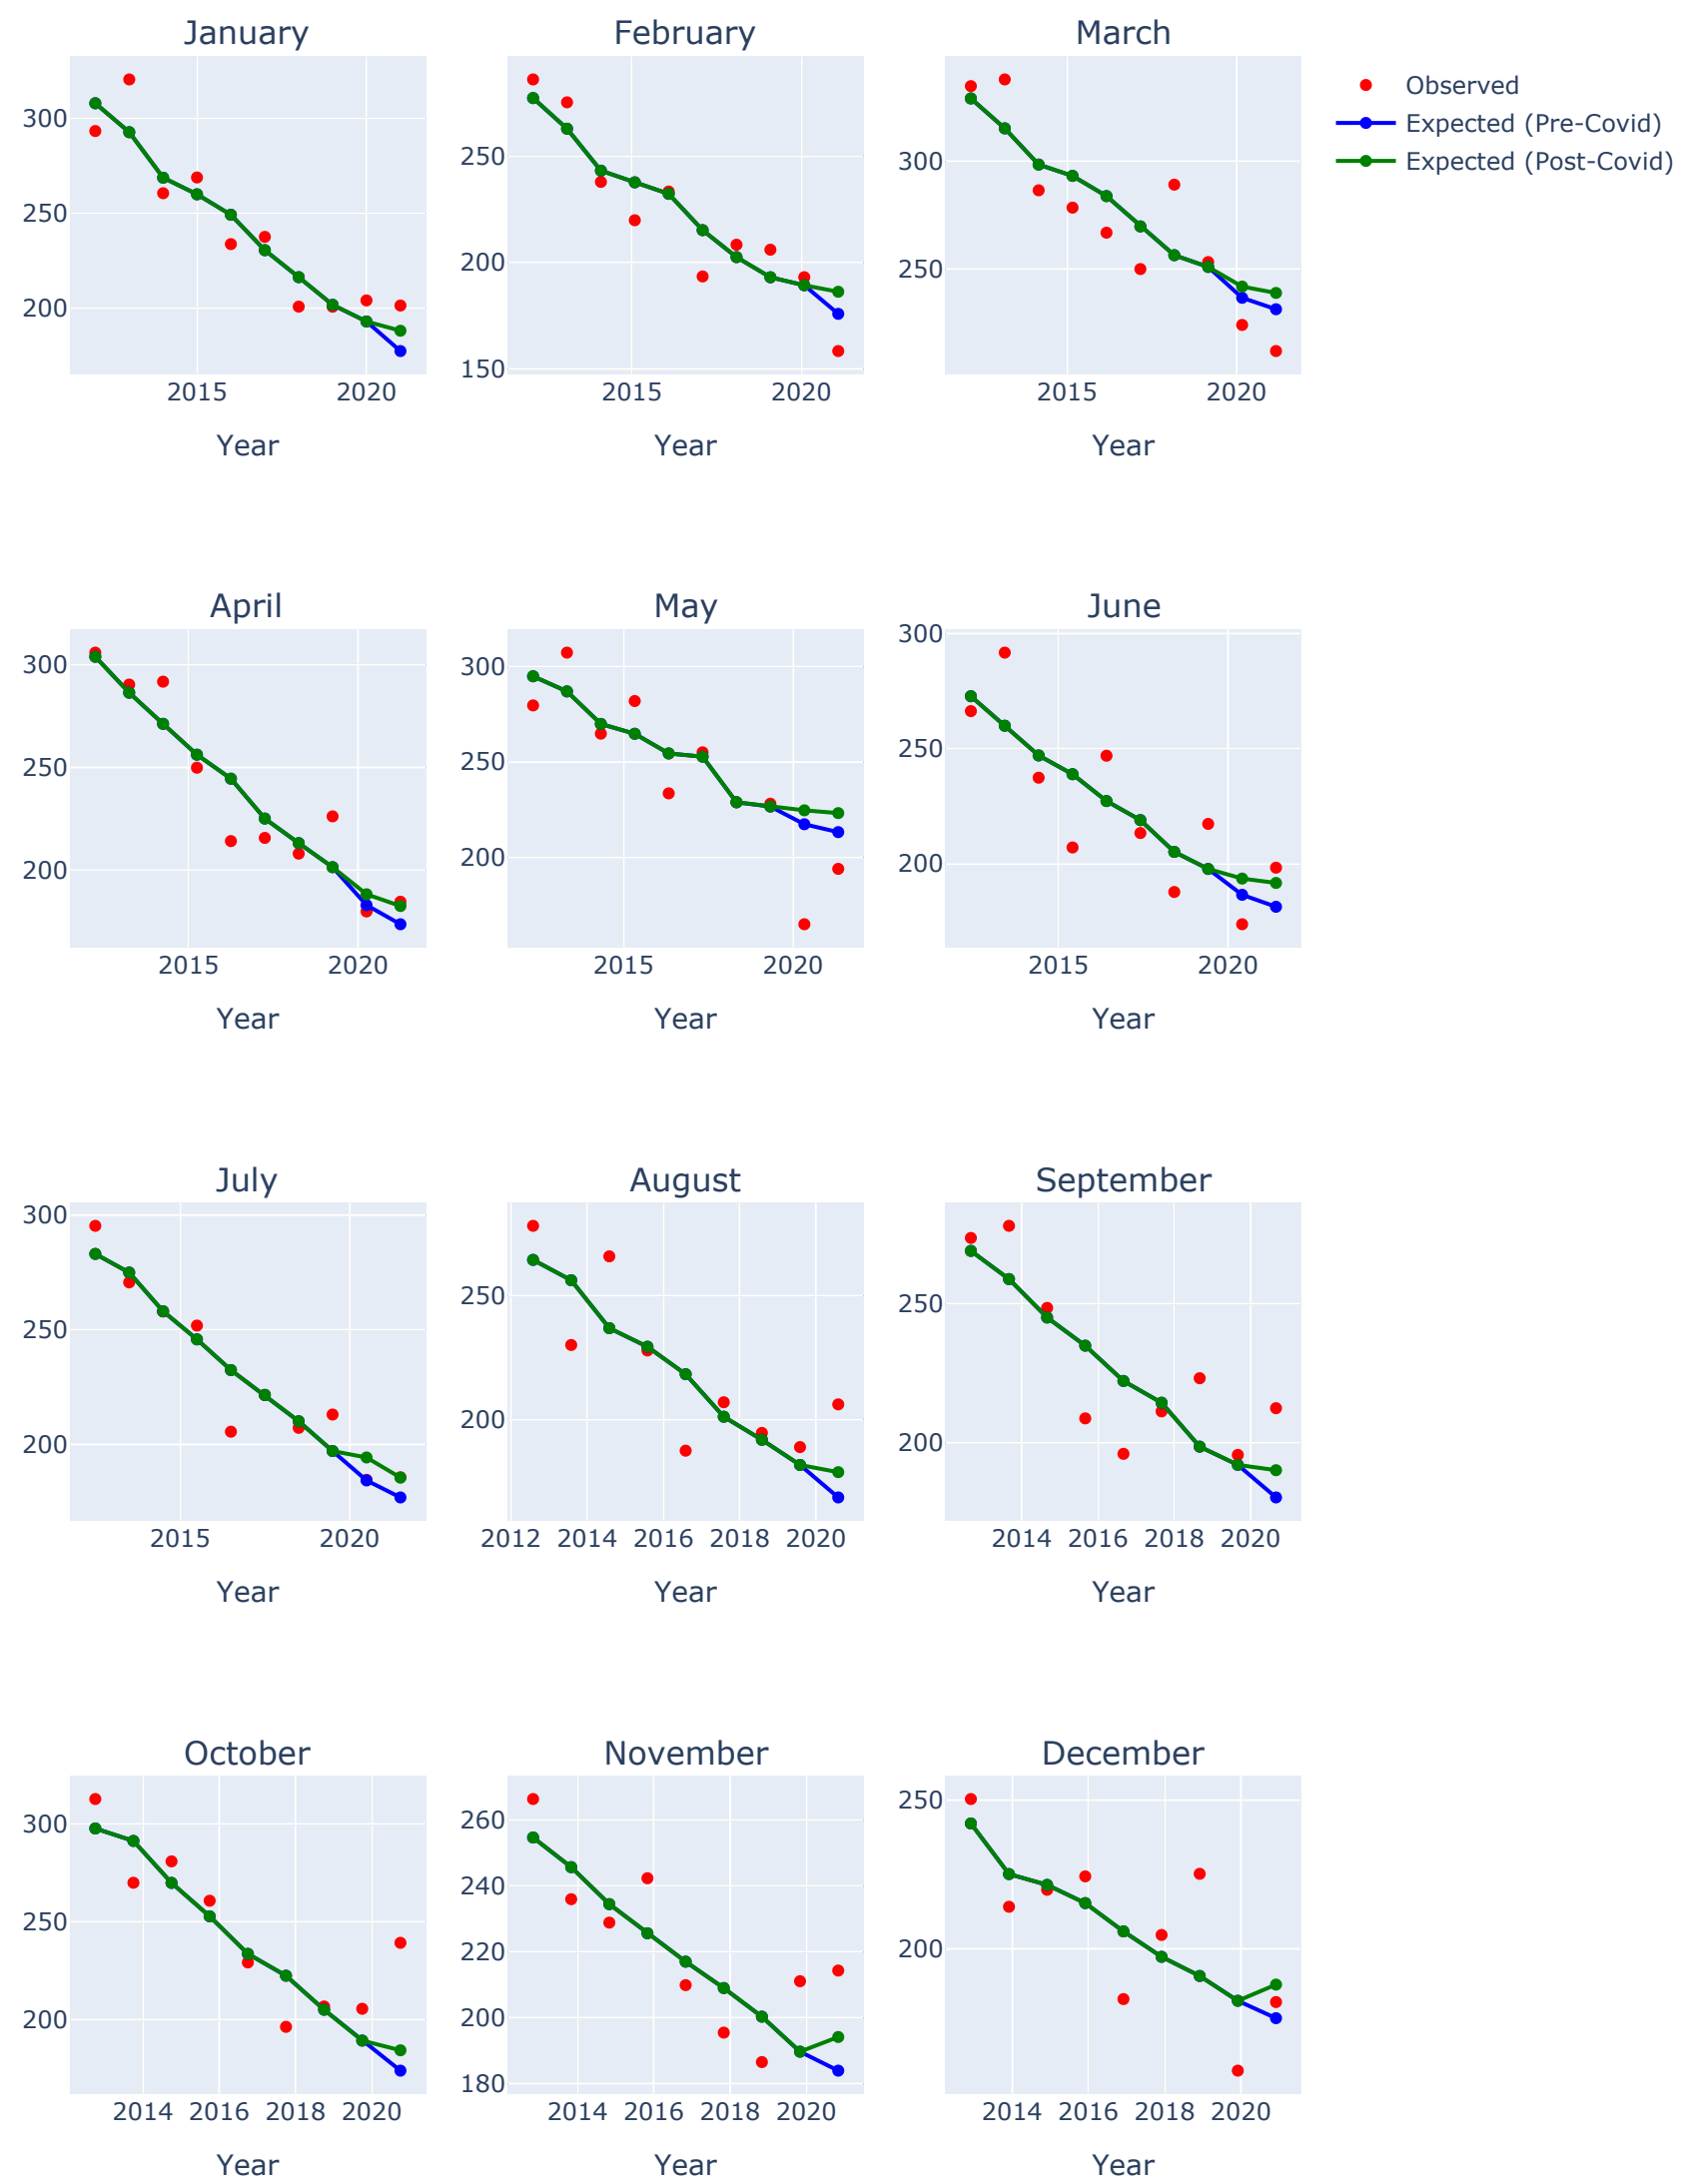 January
February
March
300
250
200
2015
2020
Year
250
200
150
2015
2020
Year
300
250
2015
2020
Year
Observed
Expected (Pre-Covid)
Expected (Post-Covid)
April
May
June
300
250
200
2015
2020
Year
300
250
200
2015
2020
Year
300
250
200
2015
2020
Year
July
August
September
300
250
200
2015
2020
Year
250
200
2012
2014
2016
2018
2020
Year
250
200
2014
2016
2018
2020
Year
October
November
December
300
250
200
2014
2016
2018
2020
Year
260
240
220
200
180
2014
2016
2018
2020
Year
250
200
2014
2016
2018
2020
Year